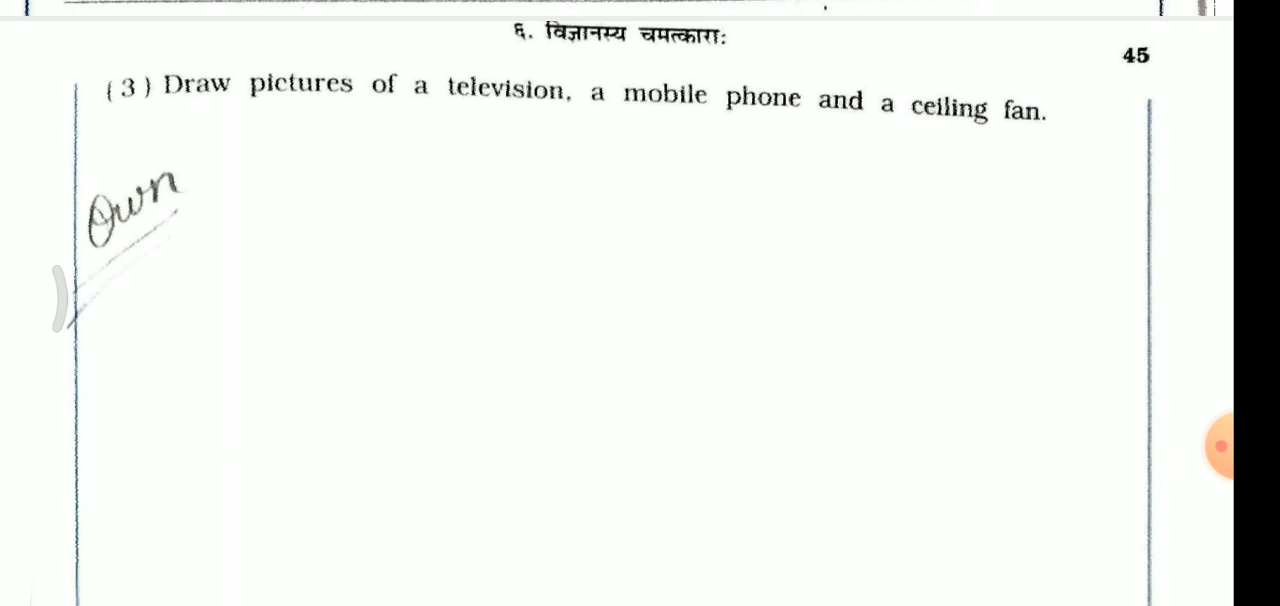 ६. विज्ञानस्य चमत्काराः
45
(3) Draw pictures of a television, a mobile phone and a ceiling fan.
Own